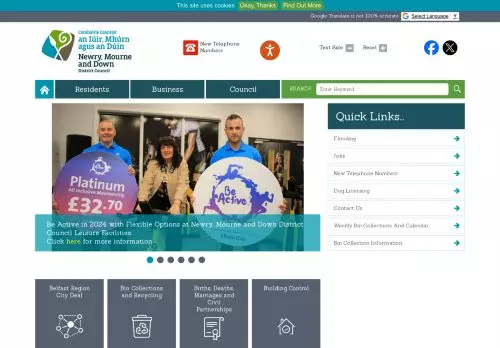 This site uses cookies Okay, Thanks Find Out More
Google Translate is not 100% accurate Select Language
Comhairle Ceantair
an Iúir, Mhúrn
agus an Dúin
Newry, Mourne
and Down
District Council
New Telephone
Numbers
Text Size
Reset
Residents
Business
Council
SEARCH
Enter Keyword
Platinum
All Inclusive Membership
£32.70
Be Active
Be Active in 2024 with Flexible Options at Newry, Mourne and Down District
Council Leisure Facilities
Click here for more information
Quick Links..
Flooding
Jobs
New Telephone Numbers
Dog Licensing
Contact Us
Weekly Bin Collections And Calendar
Bin Collection Information
Belfast Region
City Deal
Bin Collections
and Recycling
Births, Deaths,
Marriages and
Civil
Partnerships
Building Control